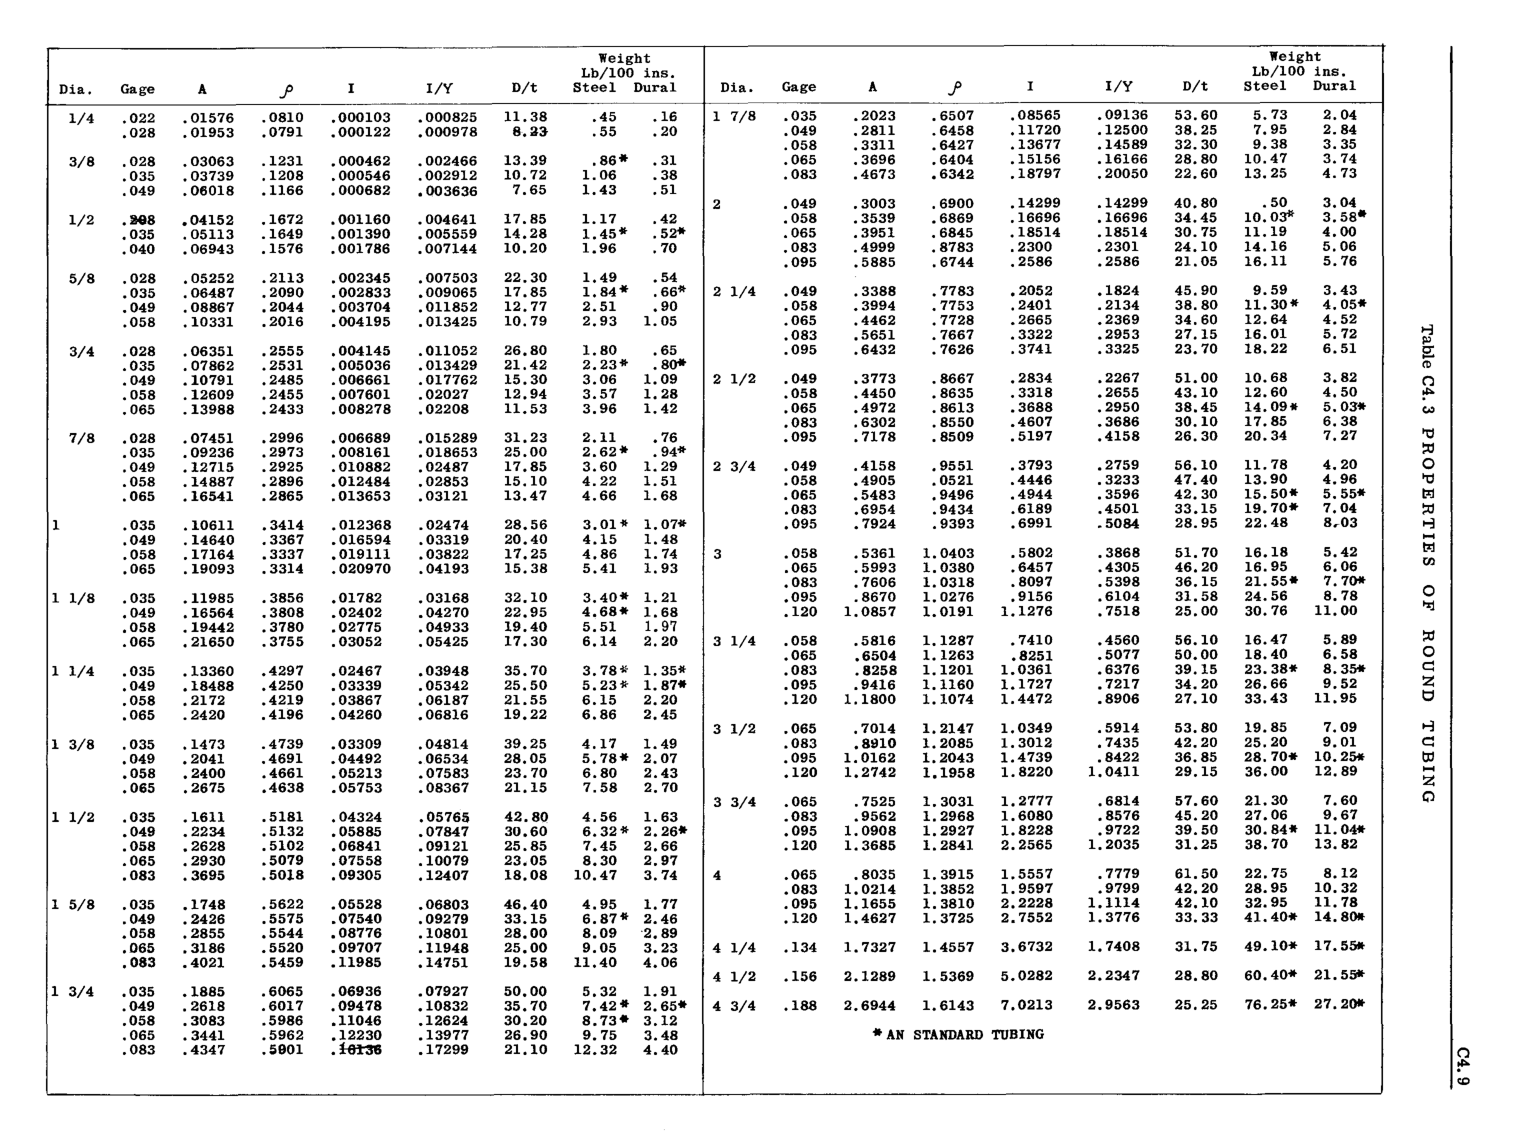 Weight
Lb/100 ins.
Dia. Gage A ρ I I/Y D/t Steel Dural
1/4 .022 .01576 .0810 .000103 .000825 11.38 .45 .16
.028 .01953 .0791 .000122 .000978 8.23 .55 .20
3/8 .028 .03063 .1231 .000462 .002466 13.39 .86* .31
.035 .03739 .1208 .000546 .002912 10.72 1.06 .38
.049 .06018 .1166 .000682 .003636 7.65 1.43 .51
1/2 .04152 .1672 .001160 .004641 17.85 1.17 .42
.035 .05113 .1649 .001390 .005559 14.28 1.45* .52*
.040 .06943 .1576 .001786 .007144 10.20 1.96 .70
5/8 .028 .05252 .2113 .002345 .007503 22.30 1.49 .54
.035 .06487 .2090 .002833 .009065 17.85 1.84* .66*
.049 .08867 .2044 .003704 .011852 12.77 2.51 .90
.058 .10331 .2016 .004195 .013425 10.79 2.93 1.05
3/4 .028 .06351 .2555 .004145 .011052 26.80 1.80 .65
.035 .07862 .2531 .005036 .013429 21.42 2.23* .80*
.049 .10791 .2485 .006661 .017762 15.30 3.06 1.09
.058 .12609 .2455 .007601 .02027 12.94 3.57 1.28
.065 .13988 .2433 .008278 .02208 11.53 3.96 1.42
7/8 .028 .07451 .2996 .006689 .015289 31.23 2.11 .76
.035 .09236 .2973 .008161 .018653 25.00 2.62* .94*
.049 .12715 .2925 .010882 .02487 17.85 3.60 1.29
.058 .14887 .2896 .012484 .02853 15.10 4.22 1.51
.065 .16541 .2865 .013653 .03121 13.47 4.66 1.68
1 .035 .10611 .3414 .012368 .02474 28.56 3.01* 1.07*
.049 .14640 .3367 .016594 .03319 20.40 4.15 1.48
.058 .17164 .3337 .019111 .03822 17.25 4.86 1.74
.065 .19093 .3314 .020970 .04193 15.38 5.41 1.93
1 1/8 .035 .11985 .3856 .01782 .03168 32.10 3.40* 1.21
.049 .16564 .3808 .02402 .04270 22.95 4.68* 1.68
.058 .19442 .3780 .02775 .04933 19.40 5.51 1.97
.065 .21650 .3755 .03052 .05425 17.30 6.14 2.20
1 1/4 .035 .13360 .4297 .02467 .03948 35.70 3.78* 1.35*
.049 .18488 .4250 .03339 .05342 25.50 5.23* 1.87*
.058 .2172 .4219 .03867 .06187 21.55 6.15 2.20
.065 .2420 .4196 .04260 .06816 19.22 6.86 2.45
1 3/8 .035 .1473 .4739 .03309 .04814 39.25 4.17 1.49
.049 .2041 .4691 .04492 .06534 28.05 5.78* 2.07
.058 .2400 .4661 .05213 .07583 23.70 6.80 2.43
.065 .2675 .4638 .05753 .08367 21.15 7.58 2.70
1 1/2 .035 .1611 .5181 .04324 .05765 42.80 4.56 1.63
.049 .2234 .5132 .05885 .07847 30.60 6.32* 2.26*
.058 .2628 .5102 .06841 .09121 25.85 7.45 2.66
.065 .2930 .5079 .07558 .10079 23.05 8.30 2.97
.083 .3695 .5018 .09305 .12407 18.08 10.47 3.74
1 5/8 .035 .1748 .5622 .05528 .06803 46.40 4.95 1.77
.049 .2426 .5575 .07540 .09279 33.15 6.87* 2.46
.058 .2855 .5544 .08776 .10801 28.00 8.09 2.89
.065 .3186 .5520 .09707 .11948 25.00 9.05 3.23
.083 .4021 .5459 .11985 .14751 19.58 11.40 4.06
1 3/4 .035 .1885 .6065 .06936 .07927 50.00 5.32 1.91
.049 .2618 .6017 .09478 .10832 35.70 7.42* 2.65*
.058 .3083 .5986 .11046 .12624 30.20 8.73* 3.12
.065 .3441 .5962 .12230 .13977 26.90 9.75 3.48
.083 .4347 .5901 .17299 21.10 12.32 4.40
Weight
Lb/100 ins.
Dia. Gage A ρ I I/Y D/t Steel Dural
1 7/8 .035 .2023 .6507 .08565 .09136 53.60 5.73 2.04
.049 .2811 .6458 .11720 .12500 38.25 7.95 2.84
.058 .3311 .6427 .13677 .14589 32.30 9.38 3.35
.065 .3696 .6404 .15156 .16166 28.80 10.47 3.74
.083 .4673 .6342 .18797 .20050 22.60 13.25 4.73
2 .049 .3003 .6900 .14299 .14299 40.80 .50 3.04
.058 .3539 .6869 .16696 .16696 34.45 10.03* 3.58*
.065 .3951 .6845 .18514 .18514 30.75 11.19 4.00
.083 .4999 .8783 .2300 .2301 24.10 14.16 5.06
.095 .5885 .6744 .2586 .2586 21.05 16.11 5.76
2 1/4 .049 .3388 .7783 .2052 .1824 45.90 9.59 3.43
.058 .3994 .7753 .2401 .2134 38.80 11.30* 4.05*
.065 .4462 .7728 .2665 .2369 34.60 12.64 4.52
.083 .5651 .7667 .3322 .2953 27.15 16.01 5.72
.095 .6432 .7626 .3741 .3325 23.70 18.22 6.51
2 1/2 .049 .3773 .8667 .2834 .2267 51.00 10.68 3.82
.058 .4450 .8635 .3318 .2655 43.10 12.60 4.50
.065 .4972 .8613 .3688 .2950 38.45 14.09* 5.03*
.083 .6302 .8550 .4607 .3686 30.10 17.85 6.38
.095 .7178 .8509 .5197 .4158 26.30 20.34 7.27
2 3/4 .049 .4158 .9551 .3793 .2759 56.10 11.78 4.20
.058 .4905 .0521 .4446 .3233 47.40 13.90 4.96
.065 .5483 .9496 .4944 .3596 42.30 15.50* 5.55*
.083 .6954 .9434 .6189 .4501 33.15 19.70* 7.04
.095 .7924 .9393 .6991 .5084 28.95 22.48 8.03
3 .058 .5361 1.0403 .5802 .3868 51.70 16.18 5.42
.065 .5993 1.0380 .6457 .4305 46.20 16.95 6.06
.083 .7606 1.0318 .8097 .5398 36.15 21.55* 7.70*
.095 .8670 1.0276 .9156 .6104 31.58 24.56 8.78
.120 1.0857 1.0191 1.1276 .7518 25.00 30.76 11.00
3 1/4 .058 .5816 1.1287 .7410 .4560 56.10 16.47 5.89
.065 .6504 1.1263 .8251 .5077 50.00 18.40 6.58
.083 .8258 1.1201 1.0361 .6376 39.15 23.38* 8.35*
.095 .9416 1.1160 1.1727 .7217 34.20 26.66 9.52
.120 1.1800 1.1074 1.4472 .8906 27.10 33.43 11.95
3 1/2 .065 .7014 1.2147 1.0349 .5914 53.80 19.85 7.09
.083 .8910 1.2085 1.3012 .7435 42.20 25.20 9.01
.095 1.0162 1.2043 1.4739 .8422 36.85 28.70* 10.25*
.120 1.2742 1.1958 1.8220 1.0411 29.15 36.00 12.89
3 3/4 .065 .7525 1.3031 1.2777 .6814 57.60 21.30 7.60
.083 .9562 1.2968 1.6080 .8576 45.20 27.06 9.67
.095 1.0908 1.2927 1.8228 .9722 39.50 30.84* 11.04*
.120 1.3685 1.2841 2.2565 1.2035 31.25 38.70 13.82
4 .065 .8035 1.3915 1.5557 .7779 61.50 22.75 8.12
.083 1.0214 1.3852 1.9597 .9799 42.20 28.95 10.32
.095 1.1655 1.3810 2.2228 1.1114 42.10 32.95 11.78
.120 1.4627 1.3725 2.7552 1.3776 33.33 41.40* 14.80*
4 1/4 .134 1.7327 1.4557 3.6732 1.7408 31.75 49.10* 17.55*
4 1/2 .156 2.1289 1.5369 5.0282 2.2347 28.80 60.40* 21.55*
4 3/4 .188 2.6944 1.6143 7.0213 2.9563 25.25 76.25* 27.20*
* AN STANDARD TUBING
Table C4.3 PROPERTIES OF ROUND TUBING
C4.9